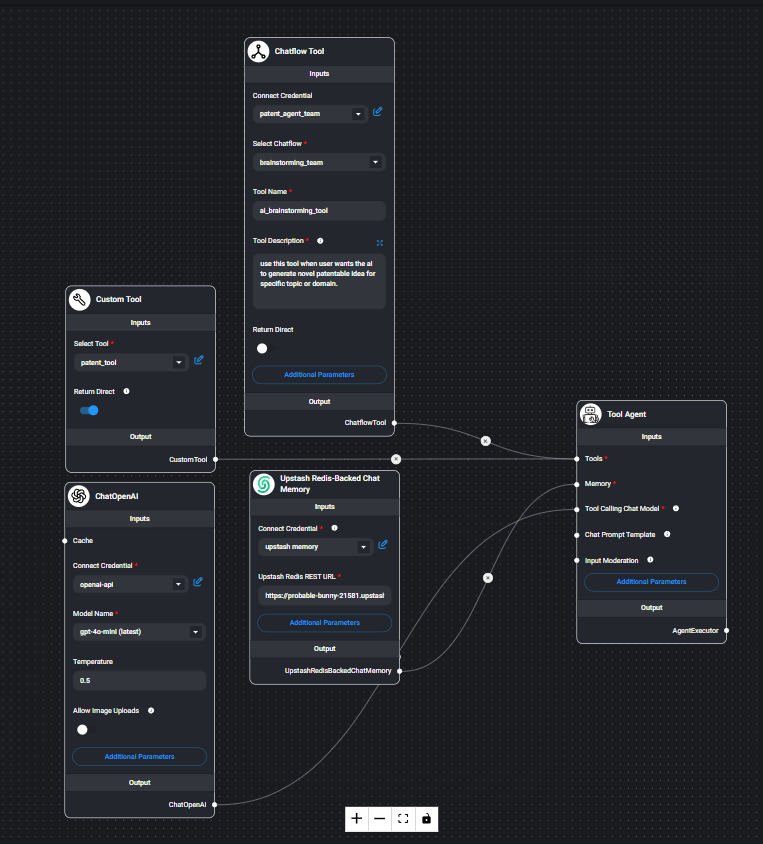 Chatflow Tool
Inputs
Connect Credential
patent_agent_team
Select Chatflow *
brainstorming_team
Tool Name *
ai_brainstorming_tool
Tool Description *
use this tool when user wants the ai
to generate novel patentable idea for
specific topic or domain.
Return Direct
Additional Parameters
Output
ChatflowTool
Custom Tool
Inputs
Select Tool *
patent_tool
Return Direct
Output
CustomTool
ChatOpenAI
Inputs
Cache
Connect Credential *
openai-api
Model Name *
gpt-4o-mini (latest)
Temperature
0.5
Allow Image Uploads
Additional Parameters
Output
ChatOpenAI
Upstash Redis-Backed Chat
Memory
Inputs
Connect Credential *
upstash memory
Upstash Redis REST URL *
https://probable-bunny-21581.upstash
Additional Parameters
Output
UpstashRedisBackedChatMemory
Tool Agent
Inputs
Tools *
Memory *
Tool Calling Chat Model *
Chat Prompt Template
Input Moderation
Additional Parameters
Output
AgentExecutor